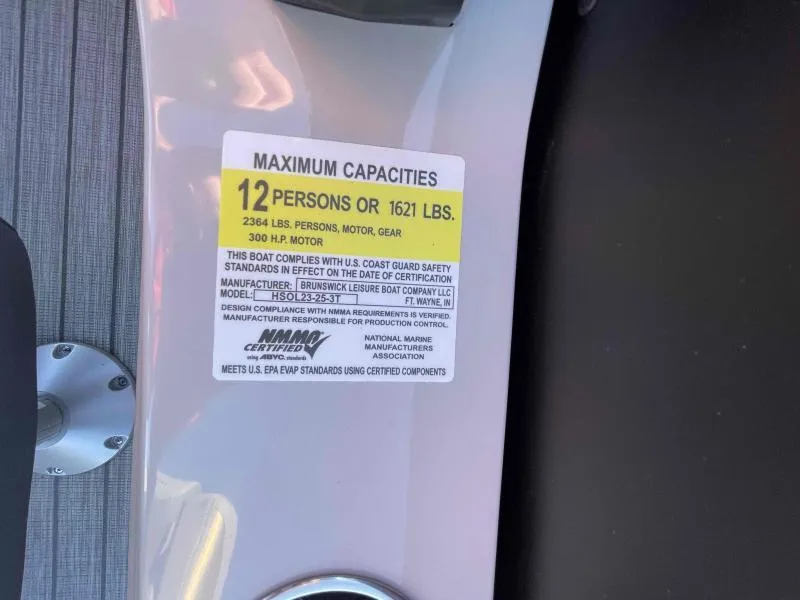 MAXIMUM CAPACITIES
12 PERSONS OR 1621 LBS.
2364 LBS. PERSONS, MOTOR, GEAR
300 H.P. MOTOR
THIS BOAT COMPLIES WITH U.S. COAST GUARD SAFETY
STANDARDS IN EFFECT ON THE DATE OF CERTIFICATION
MANUFACTURER: BRUNSWICK LEISURE BOAT COMPANY LLC
MODEL: HSOL23-25-3T FT. WAYNE, IN
DESIGN COMPLIANCE WITH NMMA REQUIREMENTS IS VERIFIED.
MANUFACTURER RESPONSIBLE FOR PRODUCTION CONTROL.
NMMA
CERTIFIED
using ABYC. standards
NATIONAL MARINE
MANUFACTURERS
ASSOCIATION
MEETS U.S. EPA EVAP STANDARDS USING CERTIFIED COMPONENTS